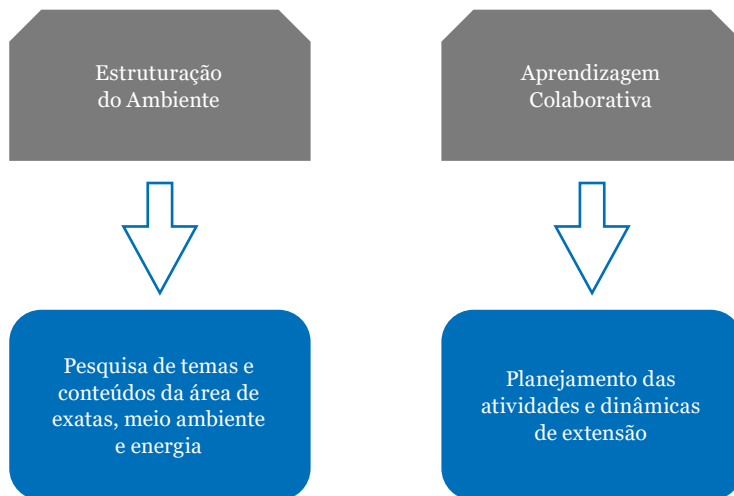 Estruturação
do Ambiente
Aprendizagem
Colaborativa
Pesquisa de temas e
conteúdos da área de
exatas, meio ambiente
e energia
Planejamento das
atividades e dinâmicas
de extensão